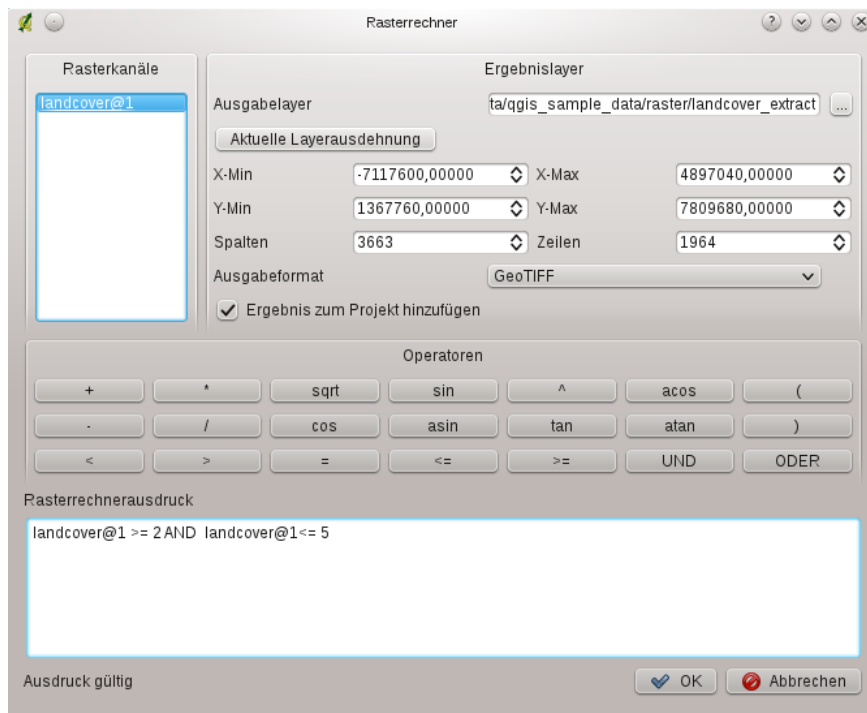 Rasterrechner
Rasterkanäle
landcover@1
Ergebnislayer
Ausgabelayer ta/qgis_sample_data/raster/landcover_extract ...
Aktuelle Layerausdehnung
X-Min -7117600,00000 X-Max 4897040,00000
Y-Min 1367760,00000 Y-Max 7809680,00000
Spalten 3663 Zeilen 1964
Ausgabeformat GeoTIFF
Ergebnis zum Projekt hinzufügen
Operatoren
+ * sqrt sin ^ acos (
- / cos asin tan atan )
< > = <= >= UND ODER
Rasterrechnerausdruck
landcover@1 >= 2 AND landcover@1<= 5
Ausdruck gültig OK Abbrechen